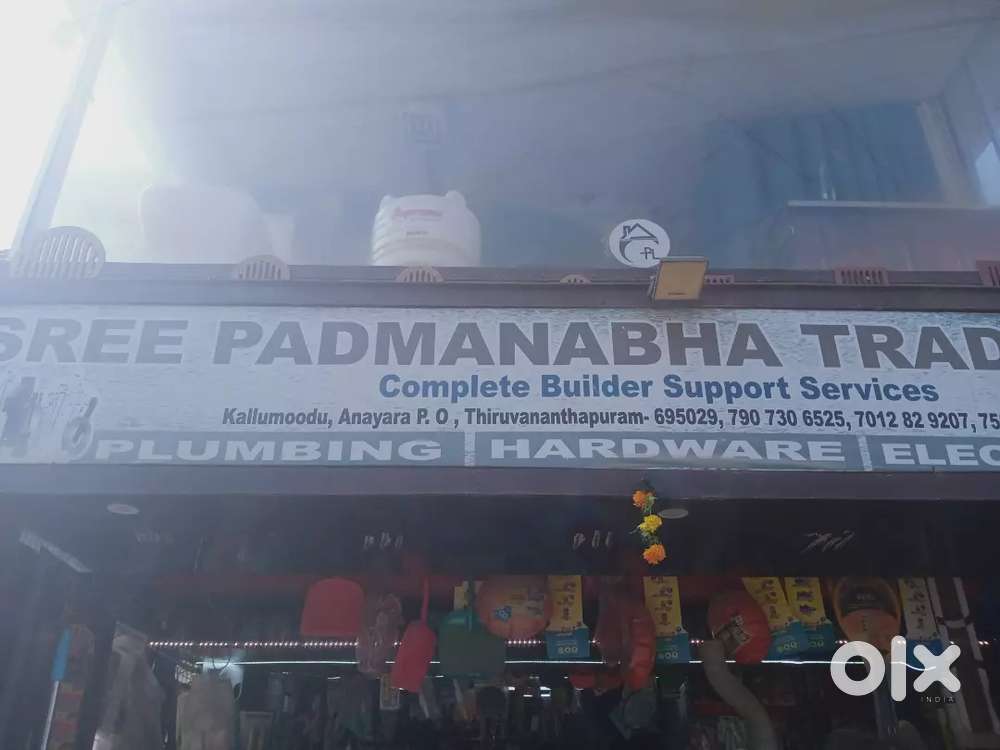 SREE PADMANABHA TRAD
Complete Builder Support Services
Kallumoodu, Anayara P. O , Thiruvananthapuram- 695029, 790 730 6525, 7012 82 9207, 75
PLUMBING HARDWARE ELEC
olx
INDIA